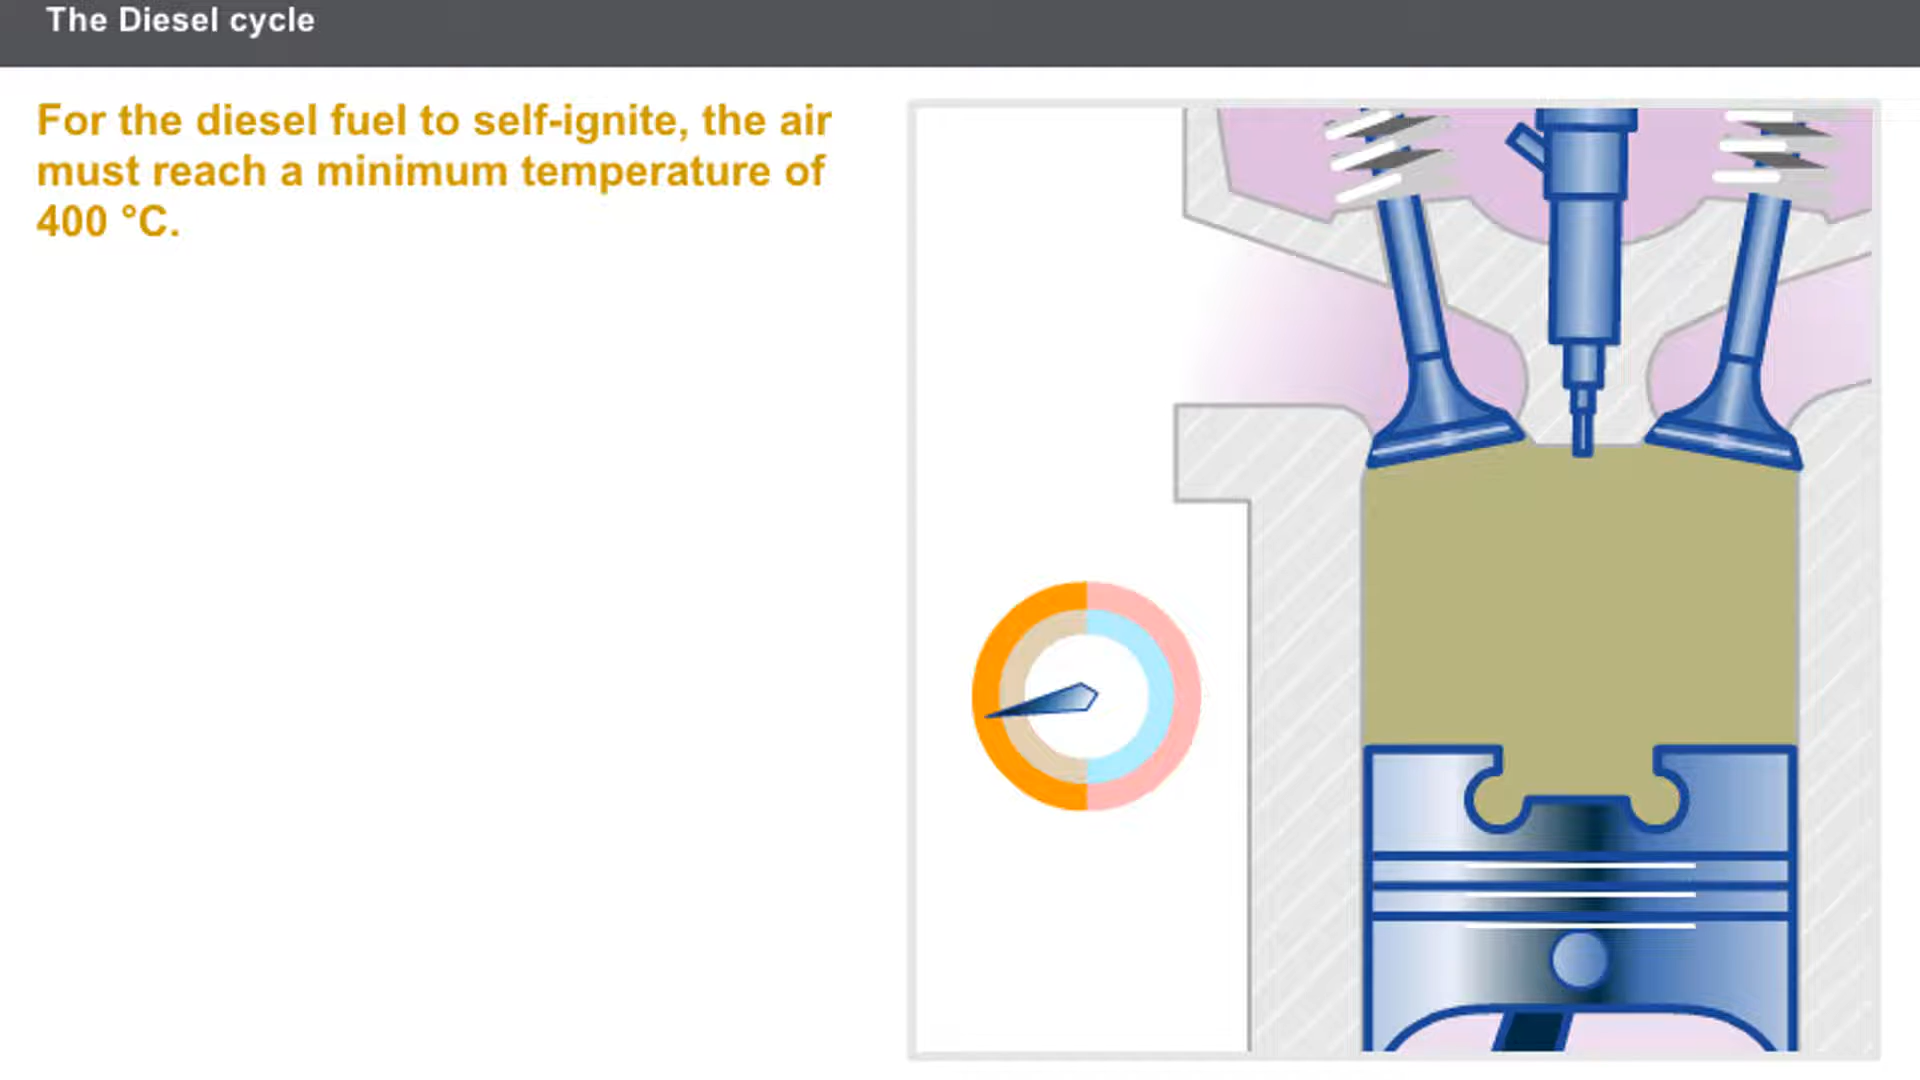 The Diesel cycle
For the diesel fuel to self-ignite, the air
must reach a minimum temperature of
400 °C.